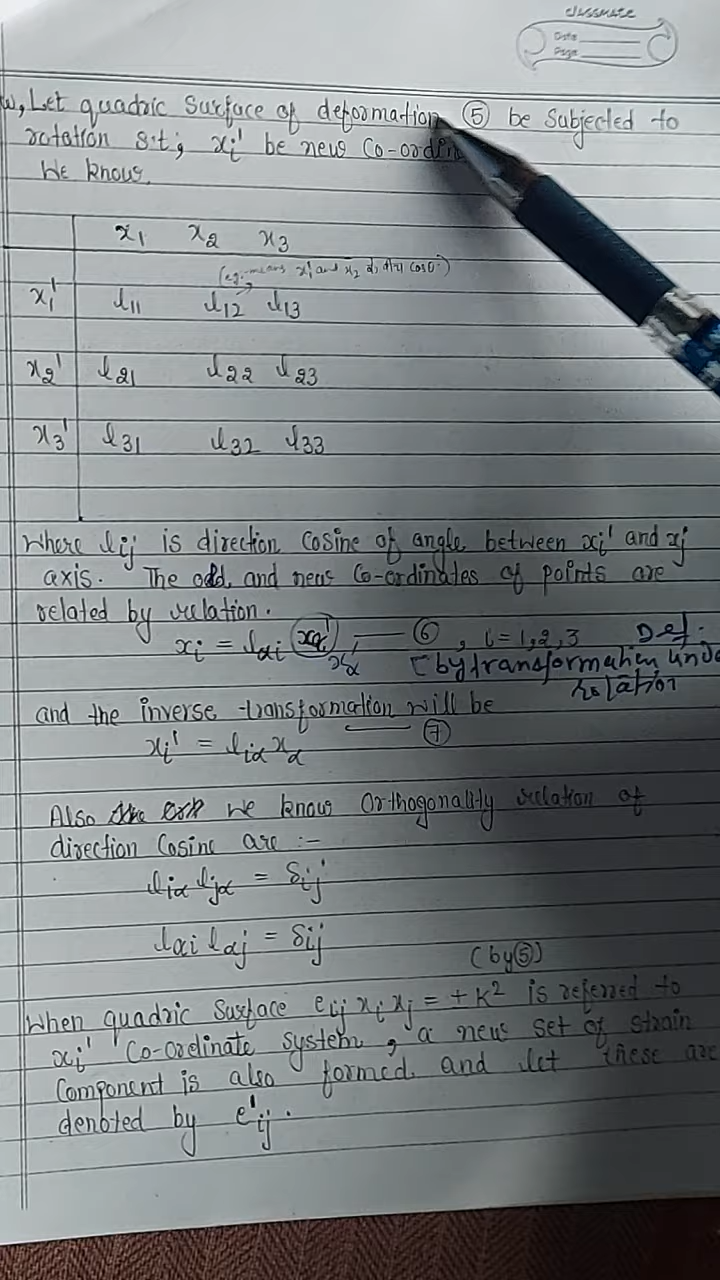 classmate
Date
Page
w, Let quadric surface of deformation ⑤ be subjected to
rotation s.t; xi' be new Co-ordin
We know.
x1 x2 x3
(eg. means x1' and x2 cosθ.)
x1' l11 l12 l13
x2' l21 l22 l23
x3' l31 l32 l33
Where lij is direction cosine of angle between xi' and xj
axis. The old and new Co-ordinates of points are
related by relation.
xi = lαi xα' , — ⑥ , i = 1,2,3 Def.
xα' [by transformation unde
rotation
and the inverse transformation will be
xi' = liα xα — ⑦
Also we know Orthogonality relation of
direction Cosine are :-
liα ljα = δij
lαi lαj = δij
(by ⑤)
When quadric surface eij xi xj = ± K² is referred to
xi' Co-ordinate system, a new set of strain
Component is also formed and let these are
denoted by e'ij.